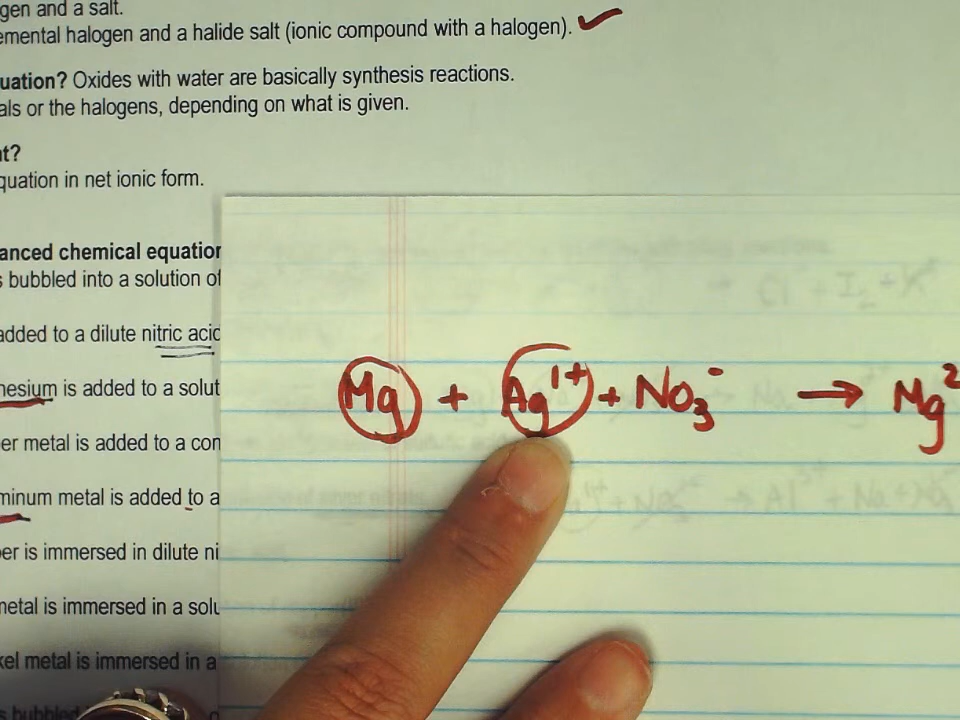 gen and a salt.
emental halogen and a halide salt (ionic compound with a halogen).
uation? Oxides with water are basically synthesis reactions.
als or the halogens, depending on what is given.
nt?
quation in net ionic form.
anced chemical equation
s bubbled into a solution of
added to a dilute nitric acid
nesium is added to a solut
Mg + Ag¹⁺ + NO₃⁻ → Mg²
er metal is added to a con
minum metal is added to a
er is immersed in dilute ni
metal is immersed in a solu
kel metal is immersed in a
s bubbled